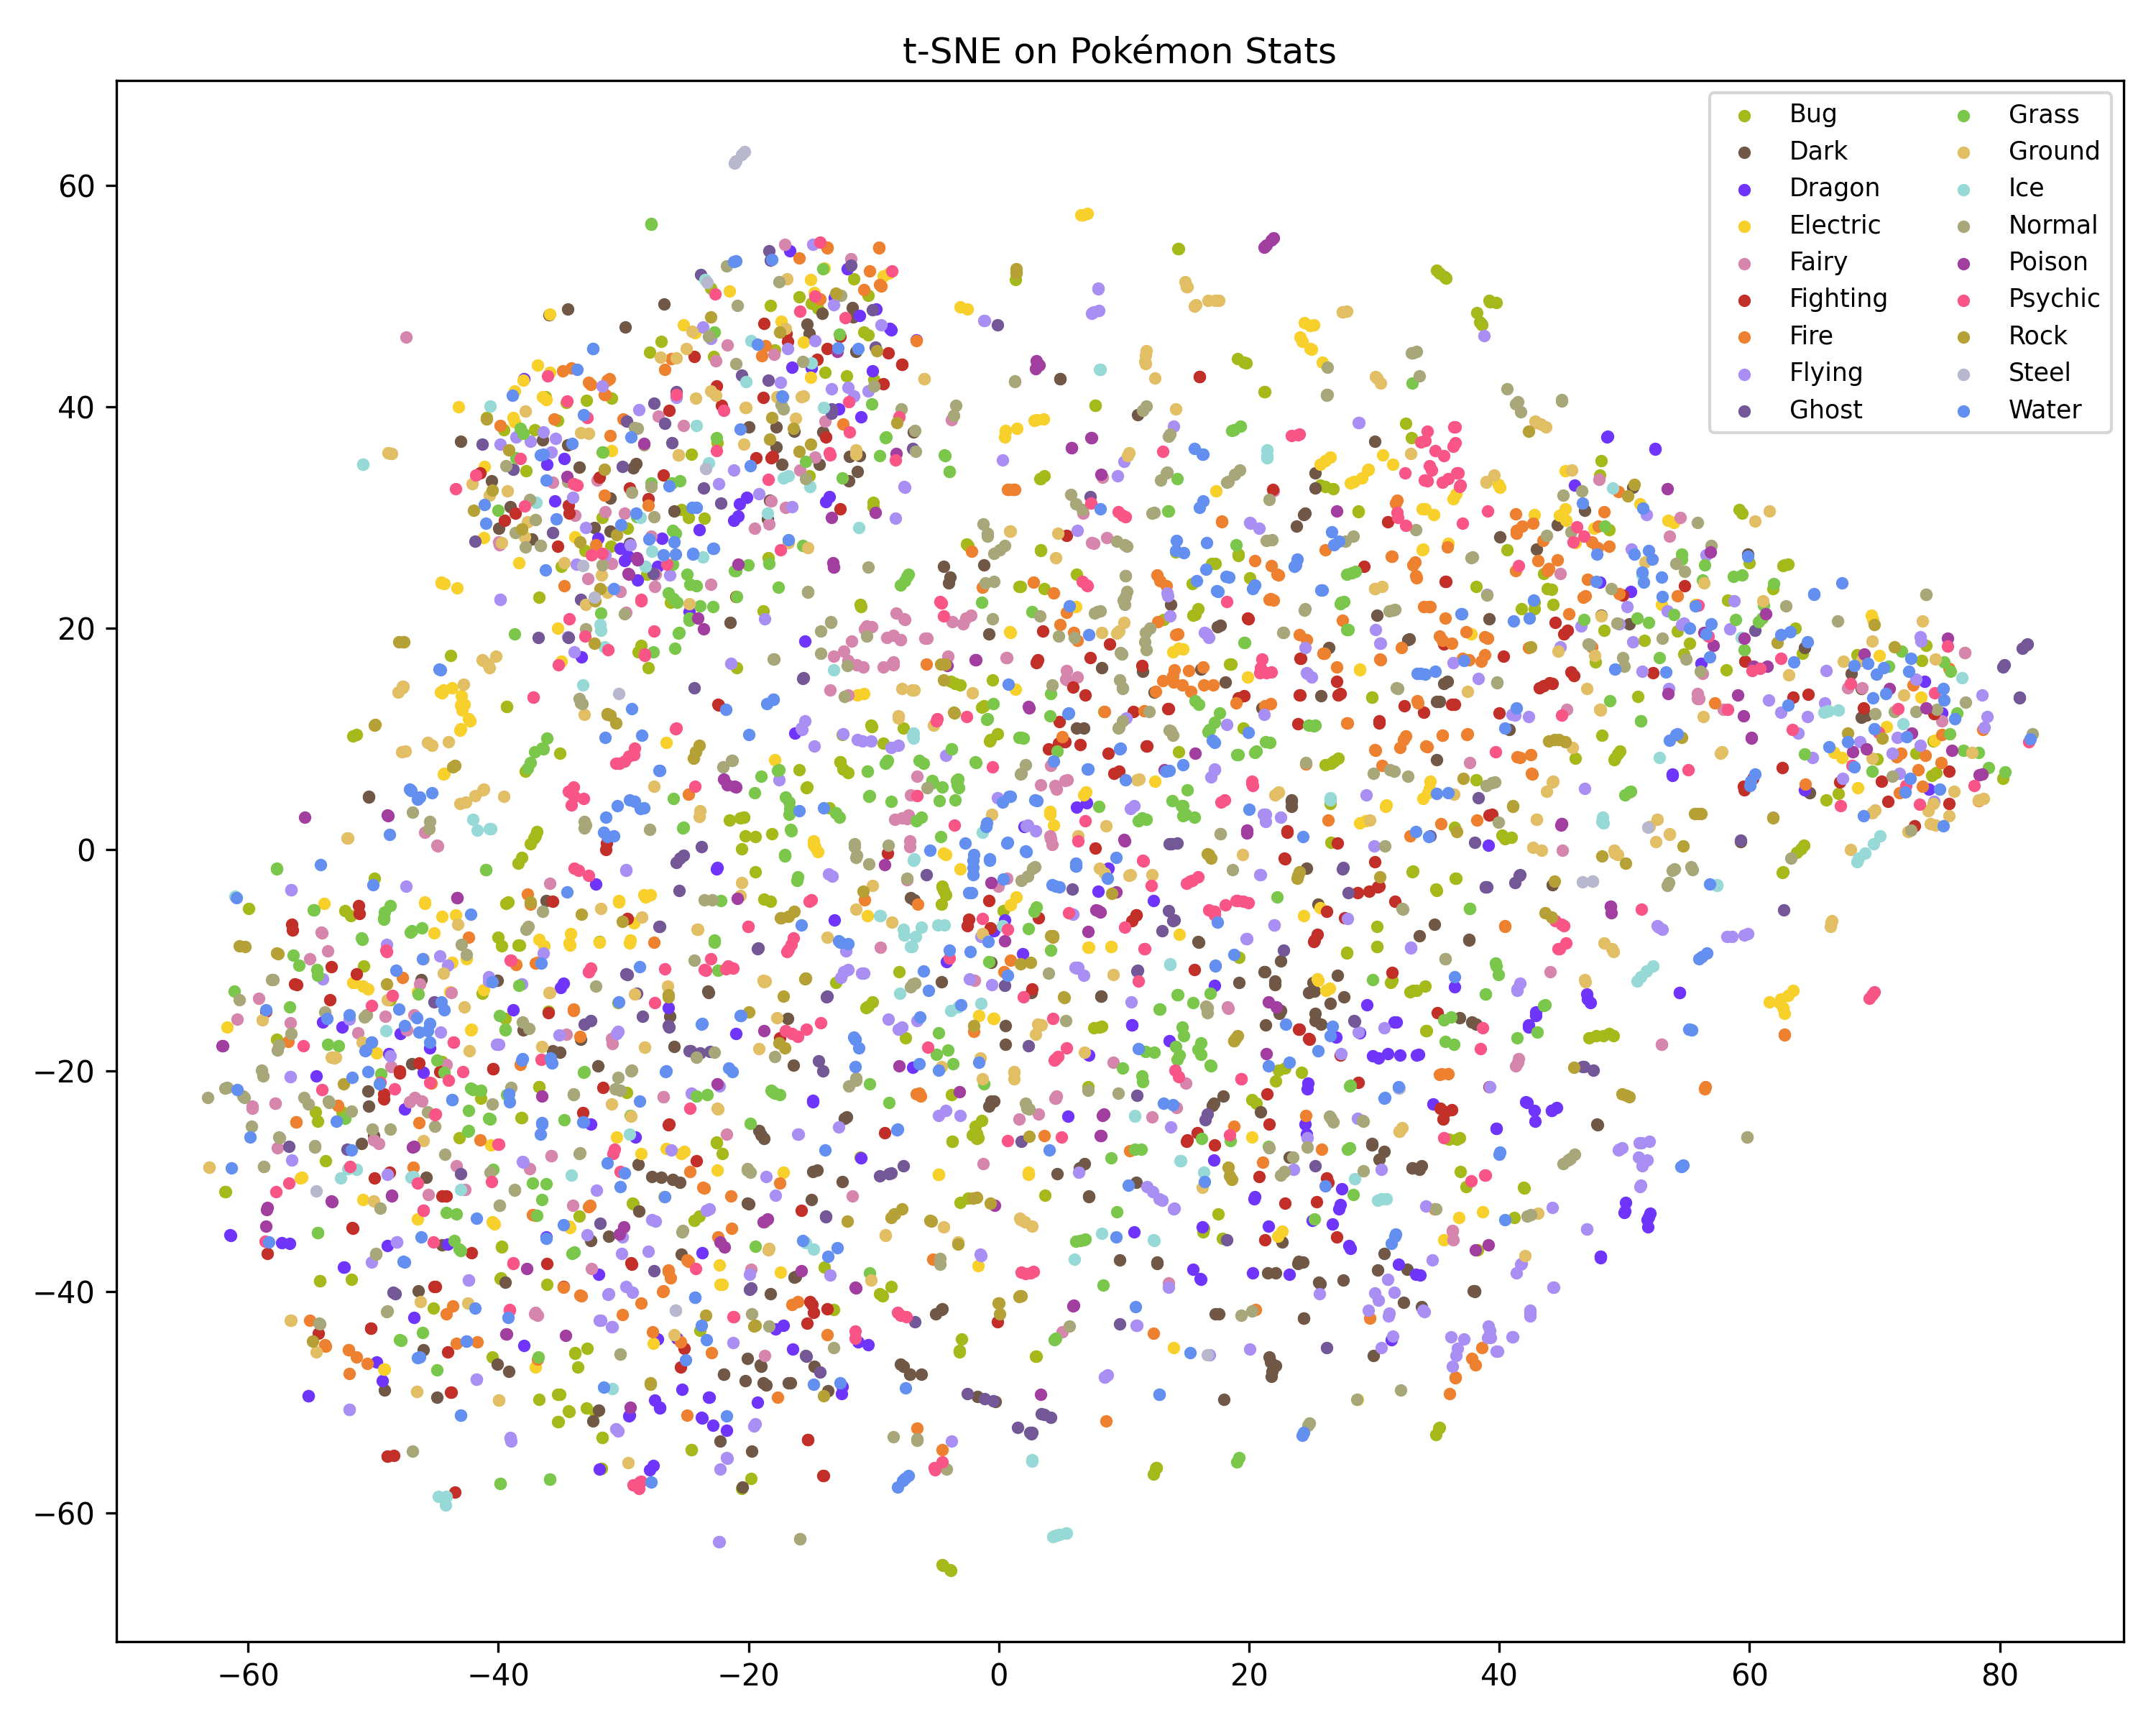 t-SNE on Pokémon Stats
60
40
20
0
−20
−40
−60
−60
−40
−20
0
20
40
60
80
Bug
Dark
Dragon
Electric
Fairy
Fighting
Fire
Flying
Ghost
Grass
Ground
Ice
Normal
Poison
Psychic
Rock
Steel
Water